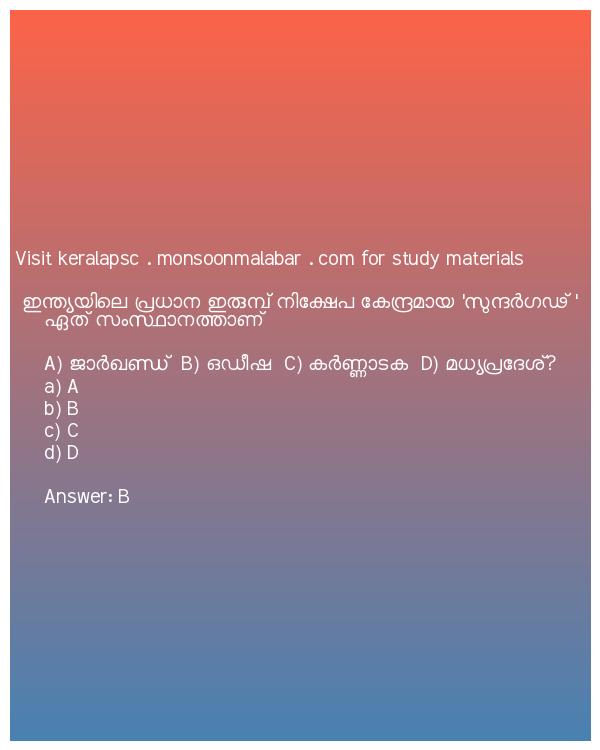 Visit keralapsc . monsoonmalabar . com for study materials
ഇന്ത്യയിലെ പ്രധാന ഇരുമ്പ് നിക്ഷേപ കേന്ദ്രമായ 'സുന്ദർഗഢ് '
ഏത് സംസ്ഥാനത്താണ്
A) ജാർഖണ്ഡ് B) ഒഡീഷ C) കർണ്ണാടക D) മധ്യപ്രദേശ്?
a) A
b) B
c) C
d) D
Answer: B